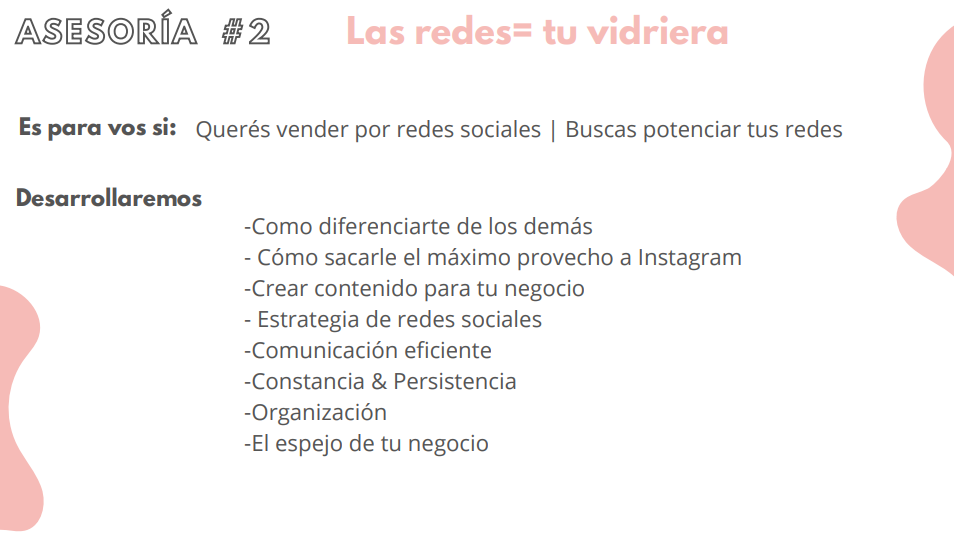 ASESORÍA #2
Las redes= tu vidriera
Es para vos si: Querés vender por redes sociales | Buscas potenciar tus redes
Desarrollaremos
-Como diferenciarte de los demás
- Cómo sacarle el máximo provecho a Instagram
-Crear contenido para tu negocio
- Estrategia de redes sociales
-Comunicación eficiente
-Constancia & Persistencia
-Organización
-El espejo de tu negocio